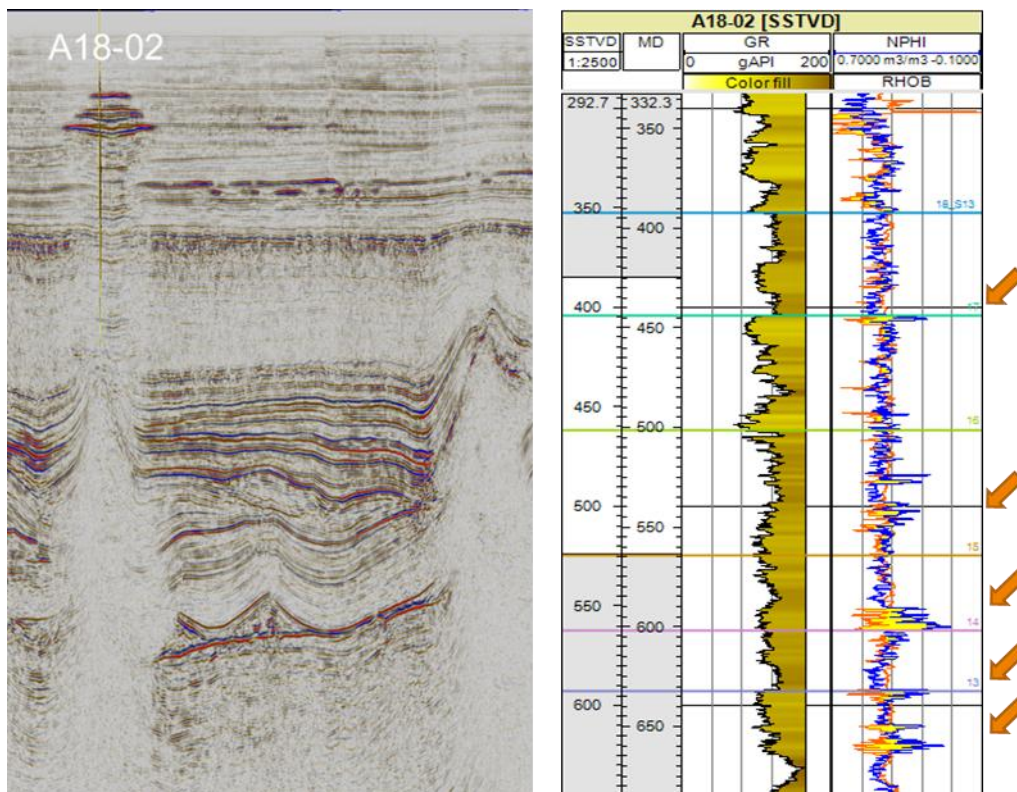 A18-02
A18-02 [SSTVD]
SSTVD MD GR NPHI
1:2500 0 gAPI 200 0.7000 m3/m3 -0.1000
Color fill RHOB
292.7 332.3
350
350 18_S13
400
400
17
450
450
16
500
500
550
15
550
600 14
13
600
650